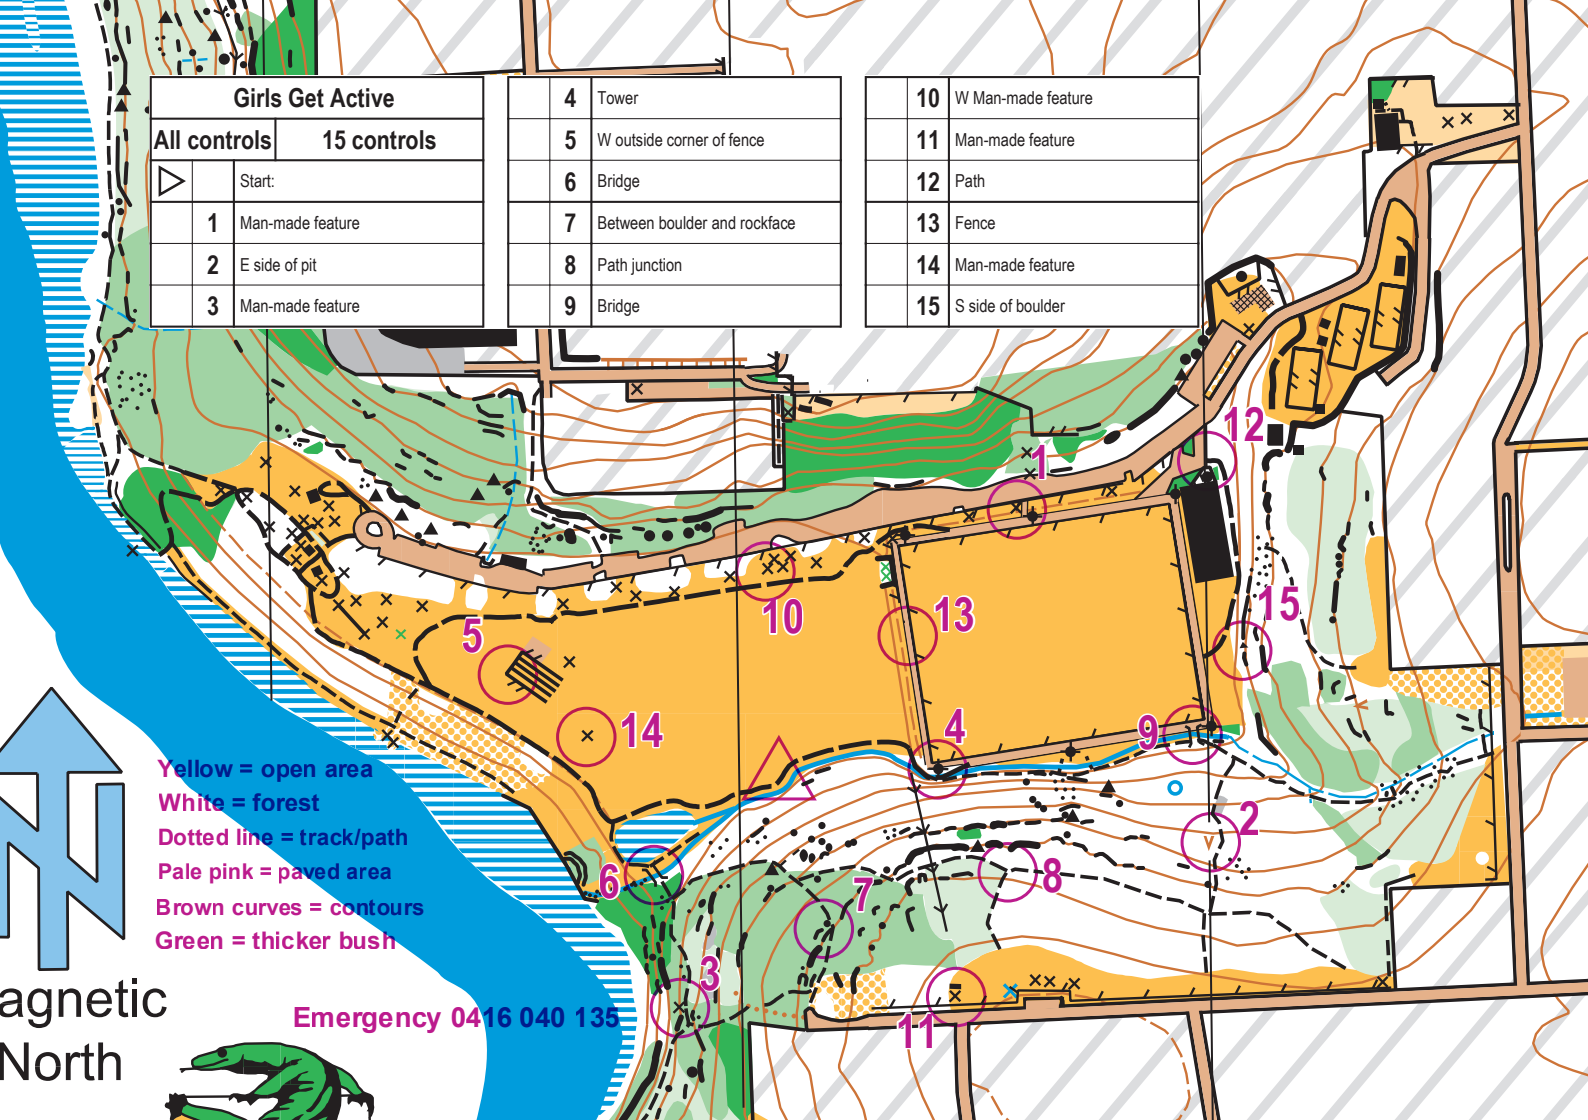 Girls Get Active
All controls 15 controls
Start:
1 Man-made feature
2 E side of pit
3 Man-made feature
4 Tower
5 W outside corner of fence
6 Bridge
7 Between boulder and rockface
8 Path junction
9 Bridge
10 W Man-made feature
11 Man-made feature
12 Path
13 Fence
14 Man-made feature
15 S side of boulder
12
1
15
10
13
5
14
4
9
2
6
7
8
3
11
Yellow = open area
White = forest
Dotted line = track/path
Pale pink = paved area
Brown curves = contours
Green = thicker bush
agnetic
North
Emergency 0416 040 135